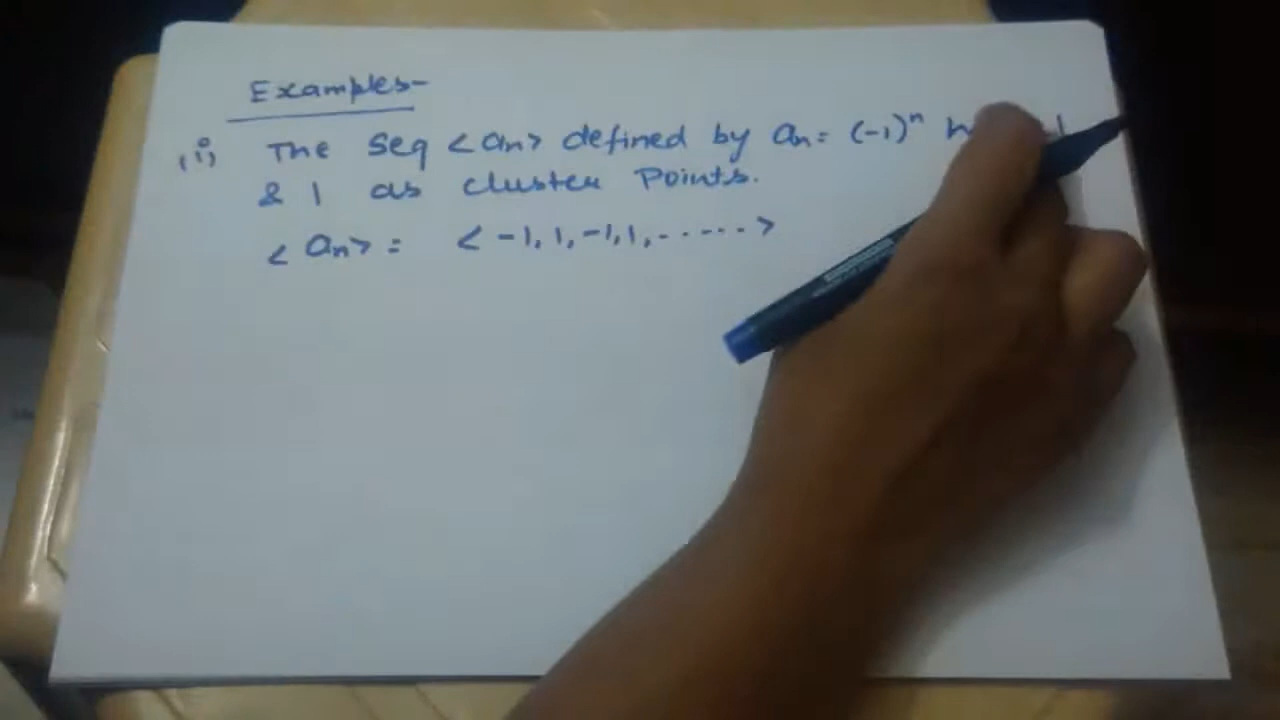 Examples-
(i) The Seq <an> defined by an = (-1)ⁿ
& 1 as cluster Points.
<an> = < -1, 1, -1, 1, ------>